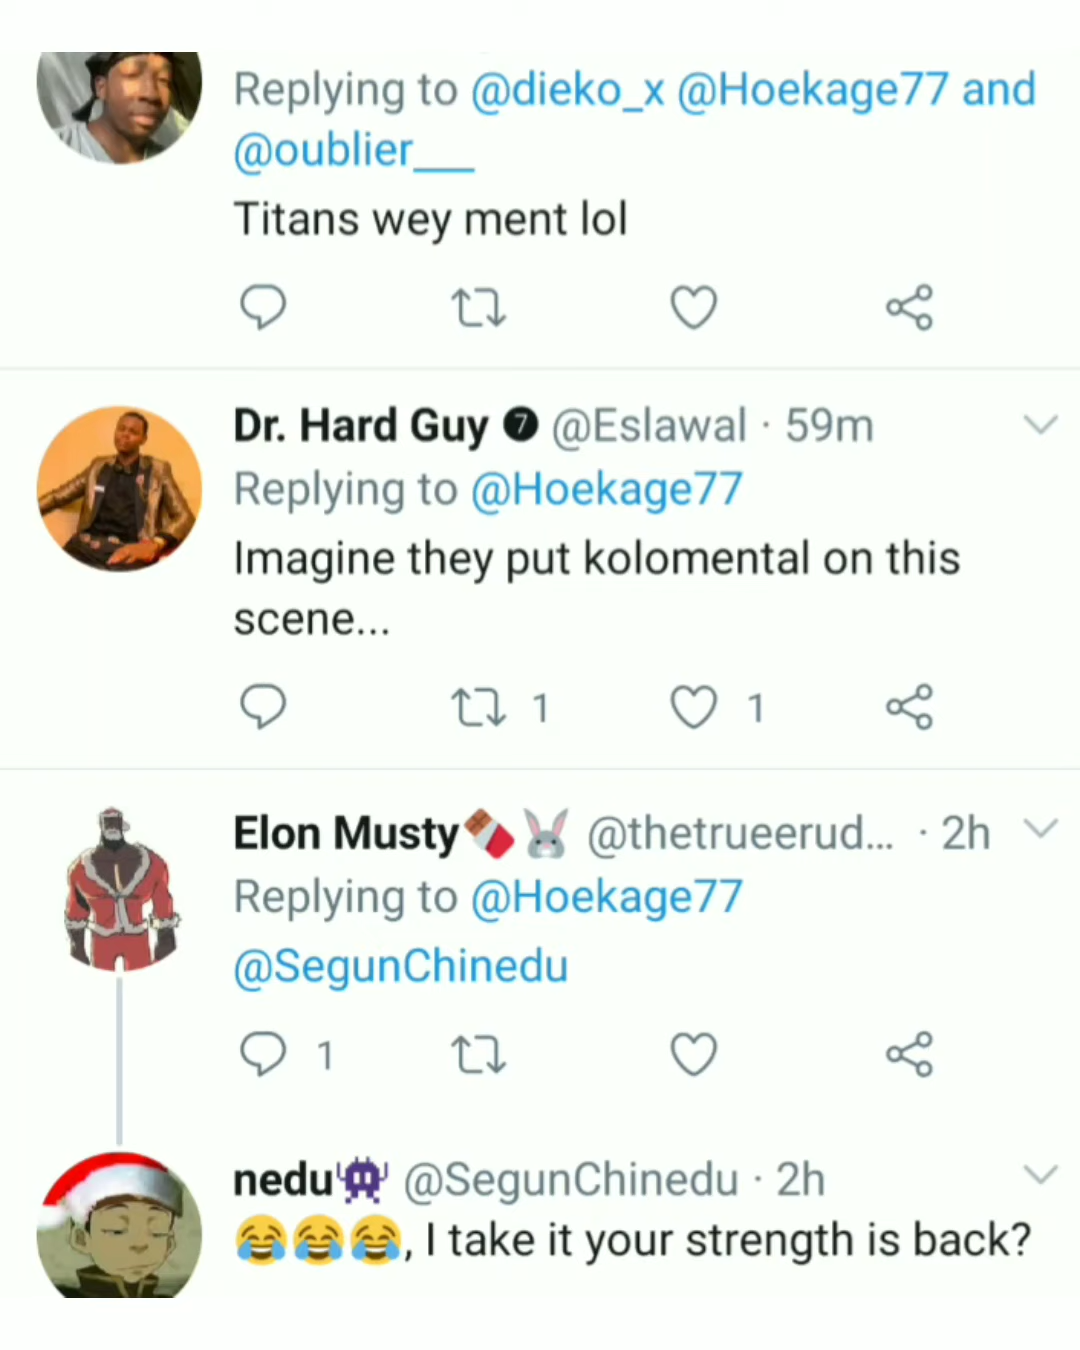 Replying to @dieko_x @Hoekage77 and
@oublier___
Titans wey ment lol
Dr. Hard Guy 7 @Eslawal · 59m
Replying to @Hoekage77
Imagine they put kolomental on this
scene...
1 1
Elon Musty🍫🐰 @thetrueerud... · 2h
Replying to @Hoekage77
@SegunChinedu
1
nedu👾 @SegunChinedu · 2h
😂😂😂, I take it your strength is back?